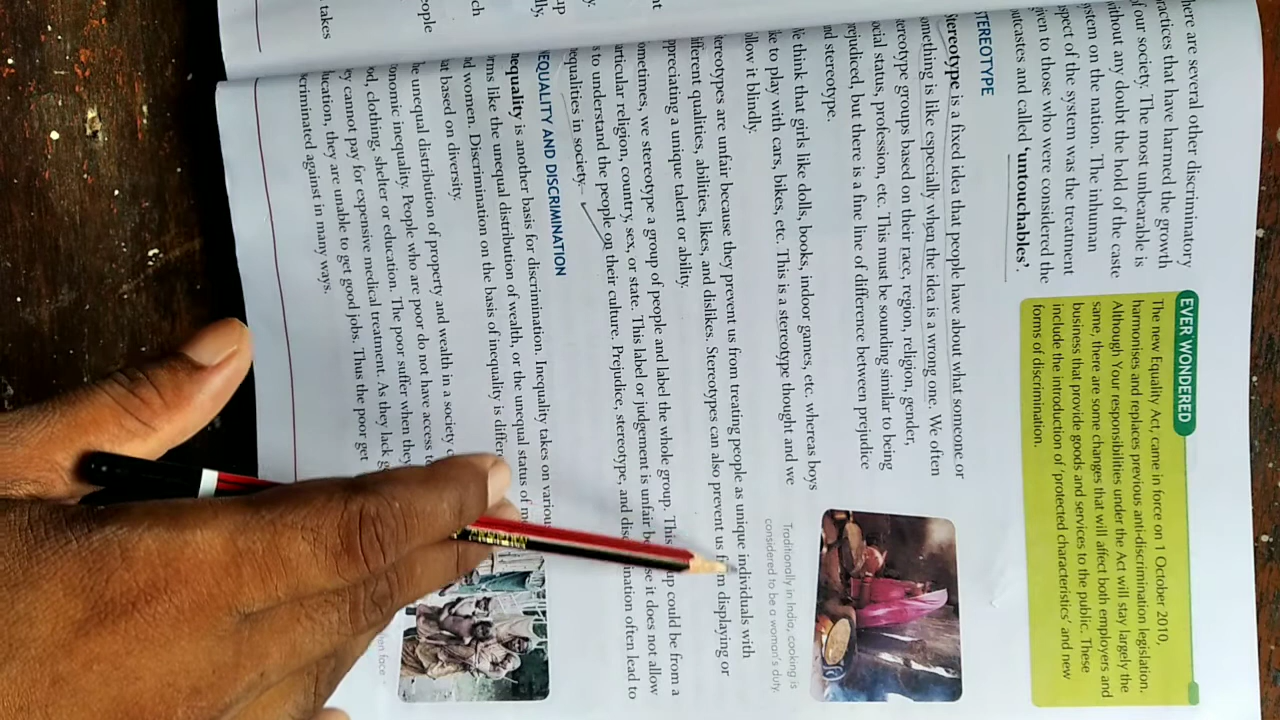 here are several other discriminatory
ractices that have harmed the growth
f our society. The most unbearable is
ithout any doubt the hold of the caste
ystem on the nation. The inhuman
spect of the system was the treatment
iven to those who were considered the
utcastes and called 'untouchables'.
EVER WONDERED
The new Equality Act, came in force on 1 October 2010,
harmonises and replaces previous anti-discrimination legislation.
Although Your responsibilities under the Act will stay largely the
same, there are some changes that will affect both employers and
business that provide goods and services to the public. These
include the introduction of 'protected characteristics' and new
forms of discrimination.
STEREOTYPE
tereotype is a fixed idea that people have about what someone or
omething is like especially when the idea is a wrong one. We often
tereotype groups based on their race, region, religion, gender,
ocial status, profession, etc. This must be sounding similar to being
rejudiced, but there is a fine line of difference between prejudice
nd stereotype.
Ve think that girls like dolls, books, indoor games, etc. whereas boys
ke to play with cars, bikes, etc. This is a stereotype thought and we
ollow it blindly.
Traditionally in India, cooking is
considered to be a woman's duty.
tereotypes are unfair because they prevent us from treating people as unique individuals with
ifferent qualities, abilities, likes, and dislikes. Stereotypes can also prevent us displaying or
ppreciating a unique talent or ability.
ometimes, we stereotype a group of people and label the whole group. This up could be from a
articular religion, country, sex, or state. This label or judgement is unfair be se it does not allow
s to understand the people on their culture. Prejudice, stereotype, and disc ination often lead to
nequalities in society.
NEQUALITY AND DISCRIMINATION
nequality is another basis for discrimination. Inequality takes on various
rms like the unequal distribution of wealth, or the unequal status of m
nd women. Discrimination on the basis of inequality is differe
at based on diversity.
he unequal distribution of property and wealth in a society
conomic inequality. People who are poor do not have access
od, clothing, shelter or education. The poor suffer when they
ey cannot pay for expensive medical treatment. As they lack
ducation, they are unable to get good jobs. Thus the poor get
criminated against in many ways.
en face
nt
y.
up
lly,
ch
eople
takes